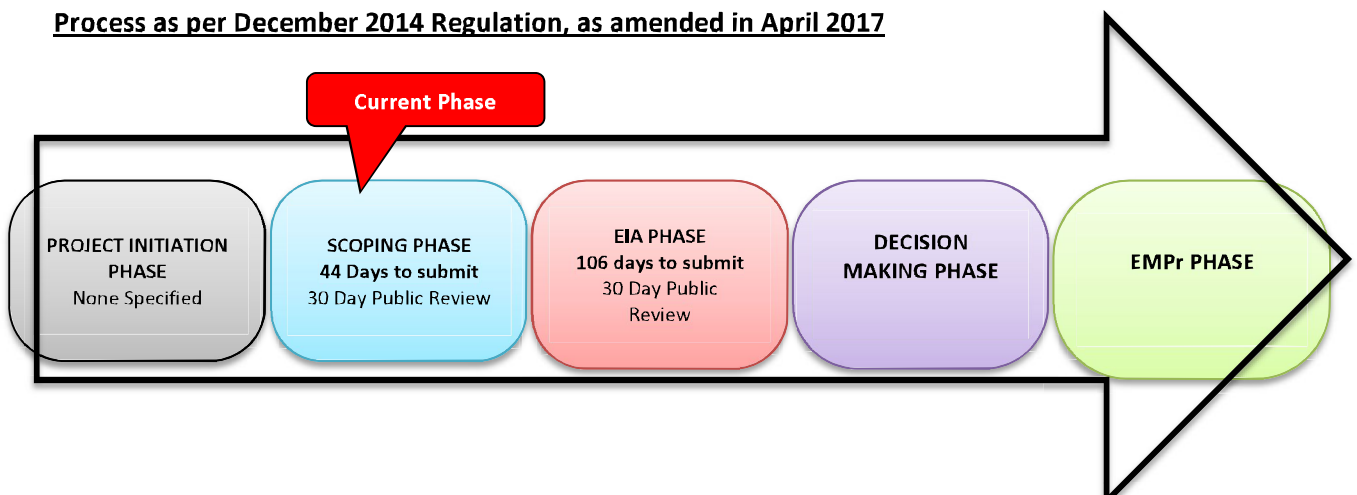 Process as per December 2014 Regulation, as amended in April 2017
Current Phase
PROJECT INITIATION
PHASE
None Specified
SCOPING PHASE
44 Days to submit
30 Day Public Review
EIA PHASE
106 days to submit
30 Day Public
Review
DECISION
MAKING PHASE
EMPr PHASE